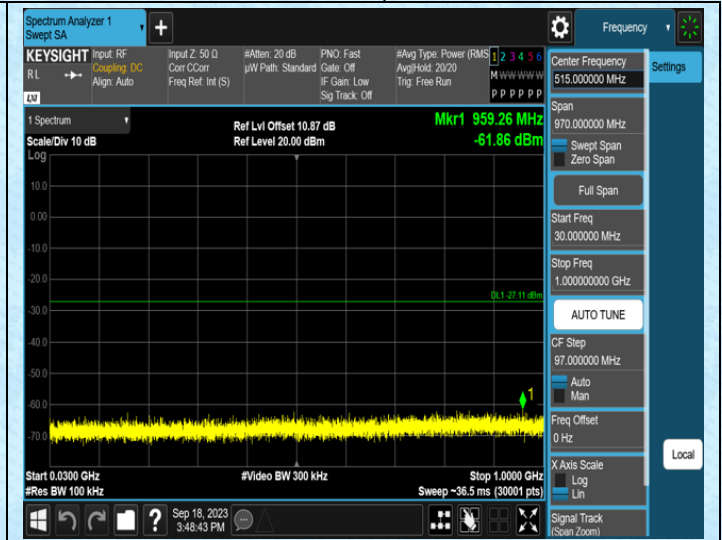 Spectrum Analyzer 1
Swept SA
+
Frequency
KEYSIGHT
RL
LXI
Input: RF
Coupling: DC
Align: Auto
Input Z: 50 Ω
Corr CCorr
Freq Ref: Int (S)
#Atten: 20 dB
µW Path: Standard
PNO: Fast
Gate: Off
IF Gain: Low
Sig Track: Off
#Avg Type: Power (RMS)
Avg|Hold: 20/20
Trig: Free Run
1 2 3 4 5 6
M W W W W W
P P P P P P
1 Spectrum
Scale/Div 10 dB
Log
Ref Lvl Offset 10.87 dB
Ref Level 20.00 dBm
Mkr1 959.26 MHz
-61.86 dBm
10.0
0.00
-10.0
-20.0
DL1 -27.11 dBm
-30.0
-40.0
-50.0
1
-60.0
-70.0
Start 0.0300 GHz
#Res BW 100 kHz
#Video BW 300 kHz
Stop 1.0000 GHz
Sweep ~36.5 ms (30001 pts)
?
Sep 18, 2023
3:48:43 PM
Center Frequency
515.000000 MHz
Settings
Span
970.000000 MHz
Swept Span
Zero Span
Full Span
Start Freq
30.000000 MHz
Stop Freq
1.000000000 GHz
AUTO TUNE
CF Step
97.000000 MHz
Auto
Man
Freq Offset
0 Hz
X Axis Scale
Log
Lin
Local
Signal Track
(Span Zoom)